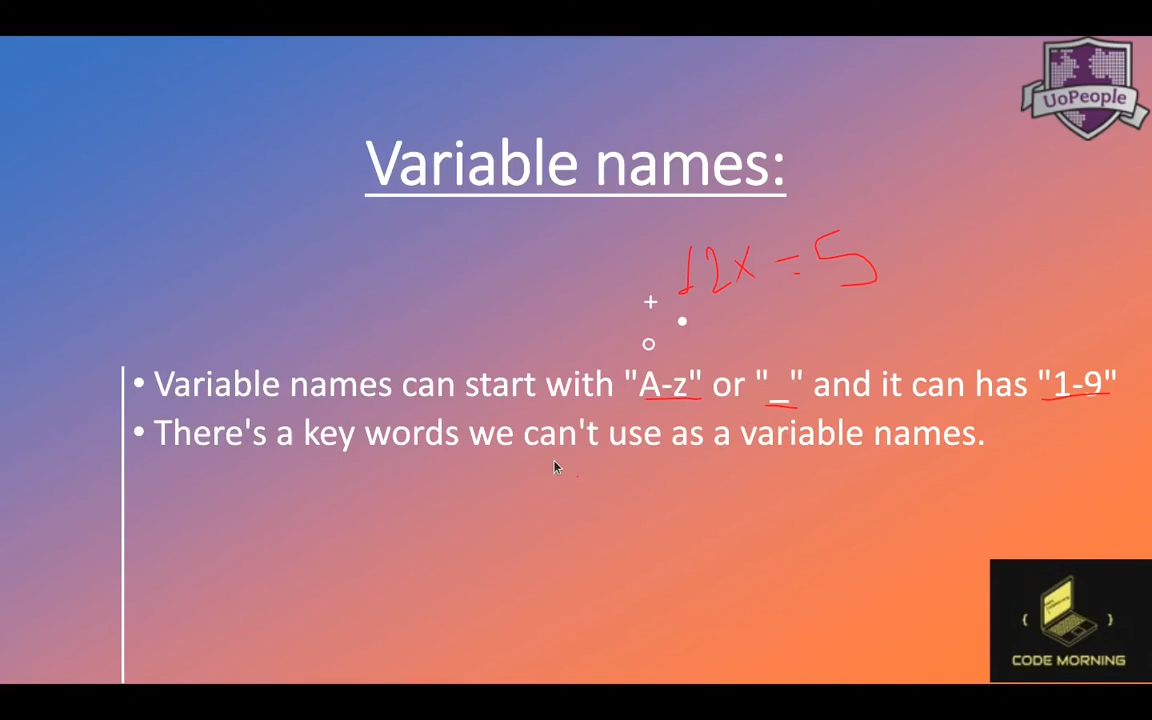 UoPeople
Variable names:
12x = 5
• Variable names can start with "A-z" or "_" and it can has "1-9"
• There's a key words we can't use as a variable names.
{ }
CODE MORNING